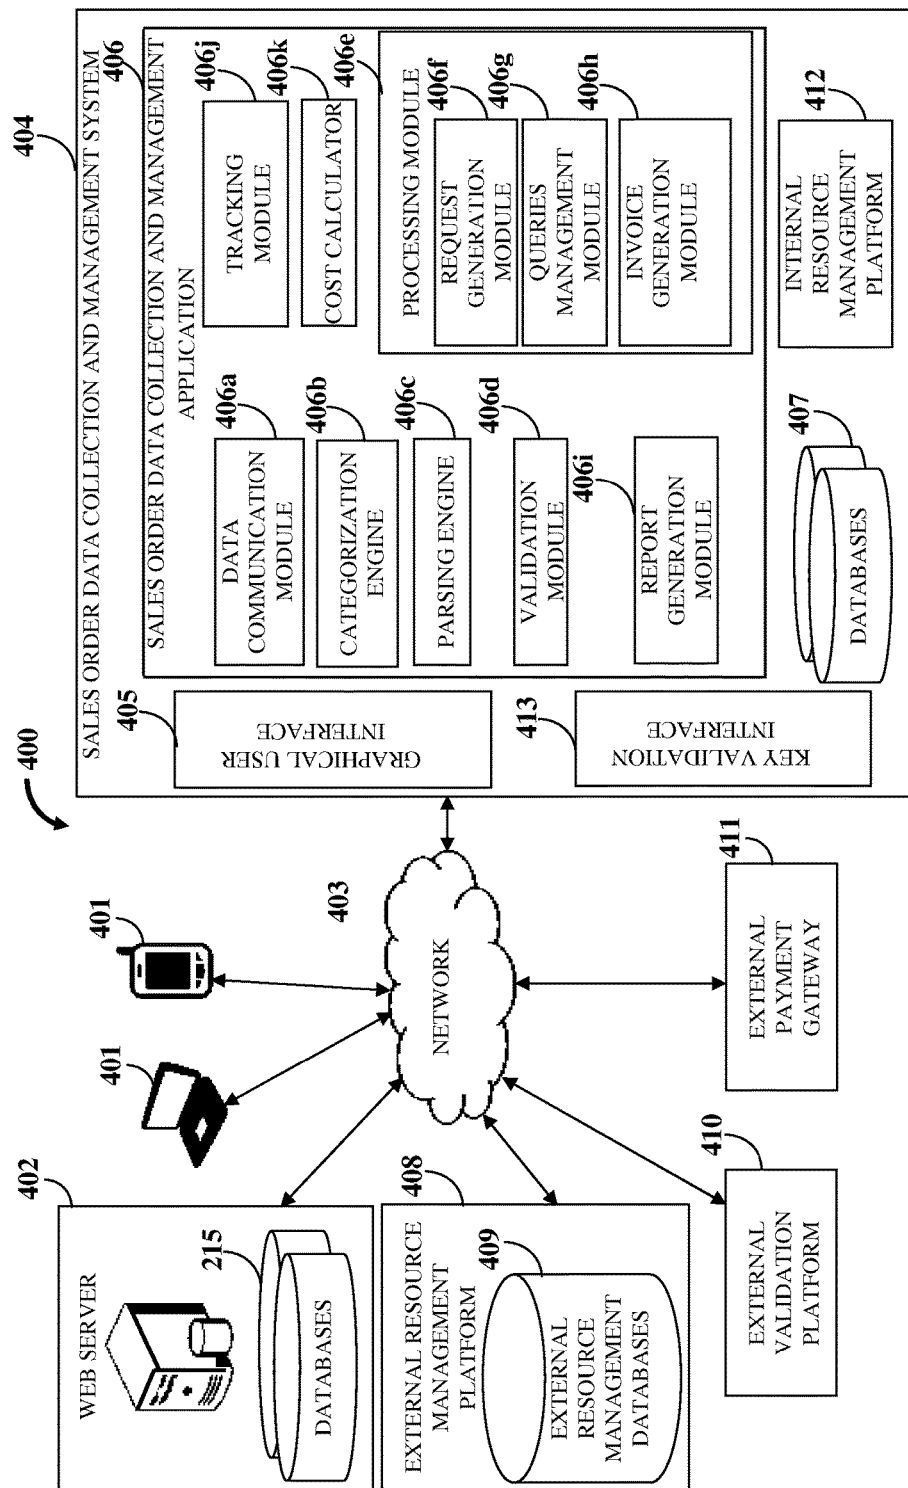 400
404
SALES ORDER DATA COLLECTION AND MANAGEMENT SYSTEM
406
SALES ORDER DATA COLLECTION AND MANAGEMENT
APPLICATION
406a
DATA
COMMUNICATION
MODULE
406b
CATEGORIZATION
ENGINE
406c
PARSING ENGINE
406d
VALIDATION
MODULE
406i
REPORT
GENERATION
MODULE
406j
TRACKING
MODULE
406k
COST CALCULATOR
406e
PROCESSING MODULE
406f
REQUEST
GENERATION
MODULE
406g
QUERIES
MANAGEMENT
MODULE
406h
INVOICE
GENERATION
MODULE
405
GRAPHICAL USER
INTERFACE
413
KEY VALIDATION
INTERFACE
407
DATABASES
412
INTERNAL
RESOURCE
MANAGEMENT
PLATFORM
401
401
403
NETWORK
402
WEB SERVER
215
DATABASES
408
EXTERNAL RESOURCE
MANAGEMENT
PLATFORM
409
EXTERNAL
RESOURCE
MANAGEMENT
DATABASES
410
EXTERNAL
VALIDATION
PLATFORM
411
EXTERNAL
PAYMENT
GATEWAY